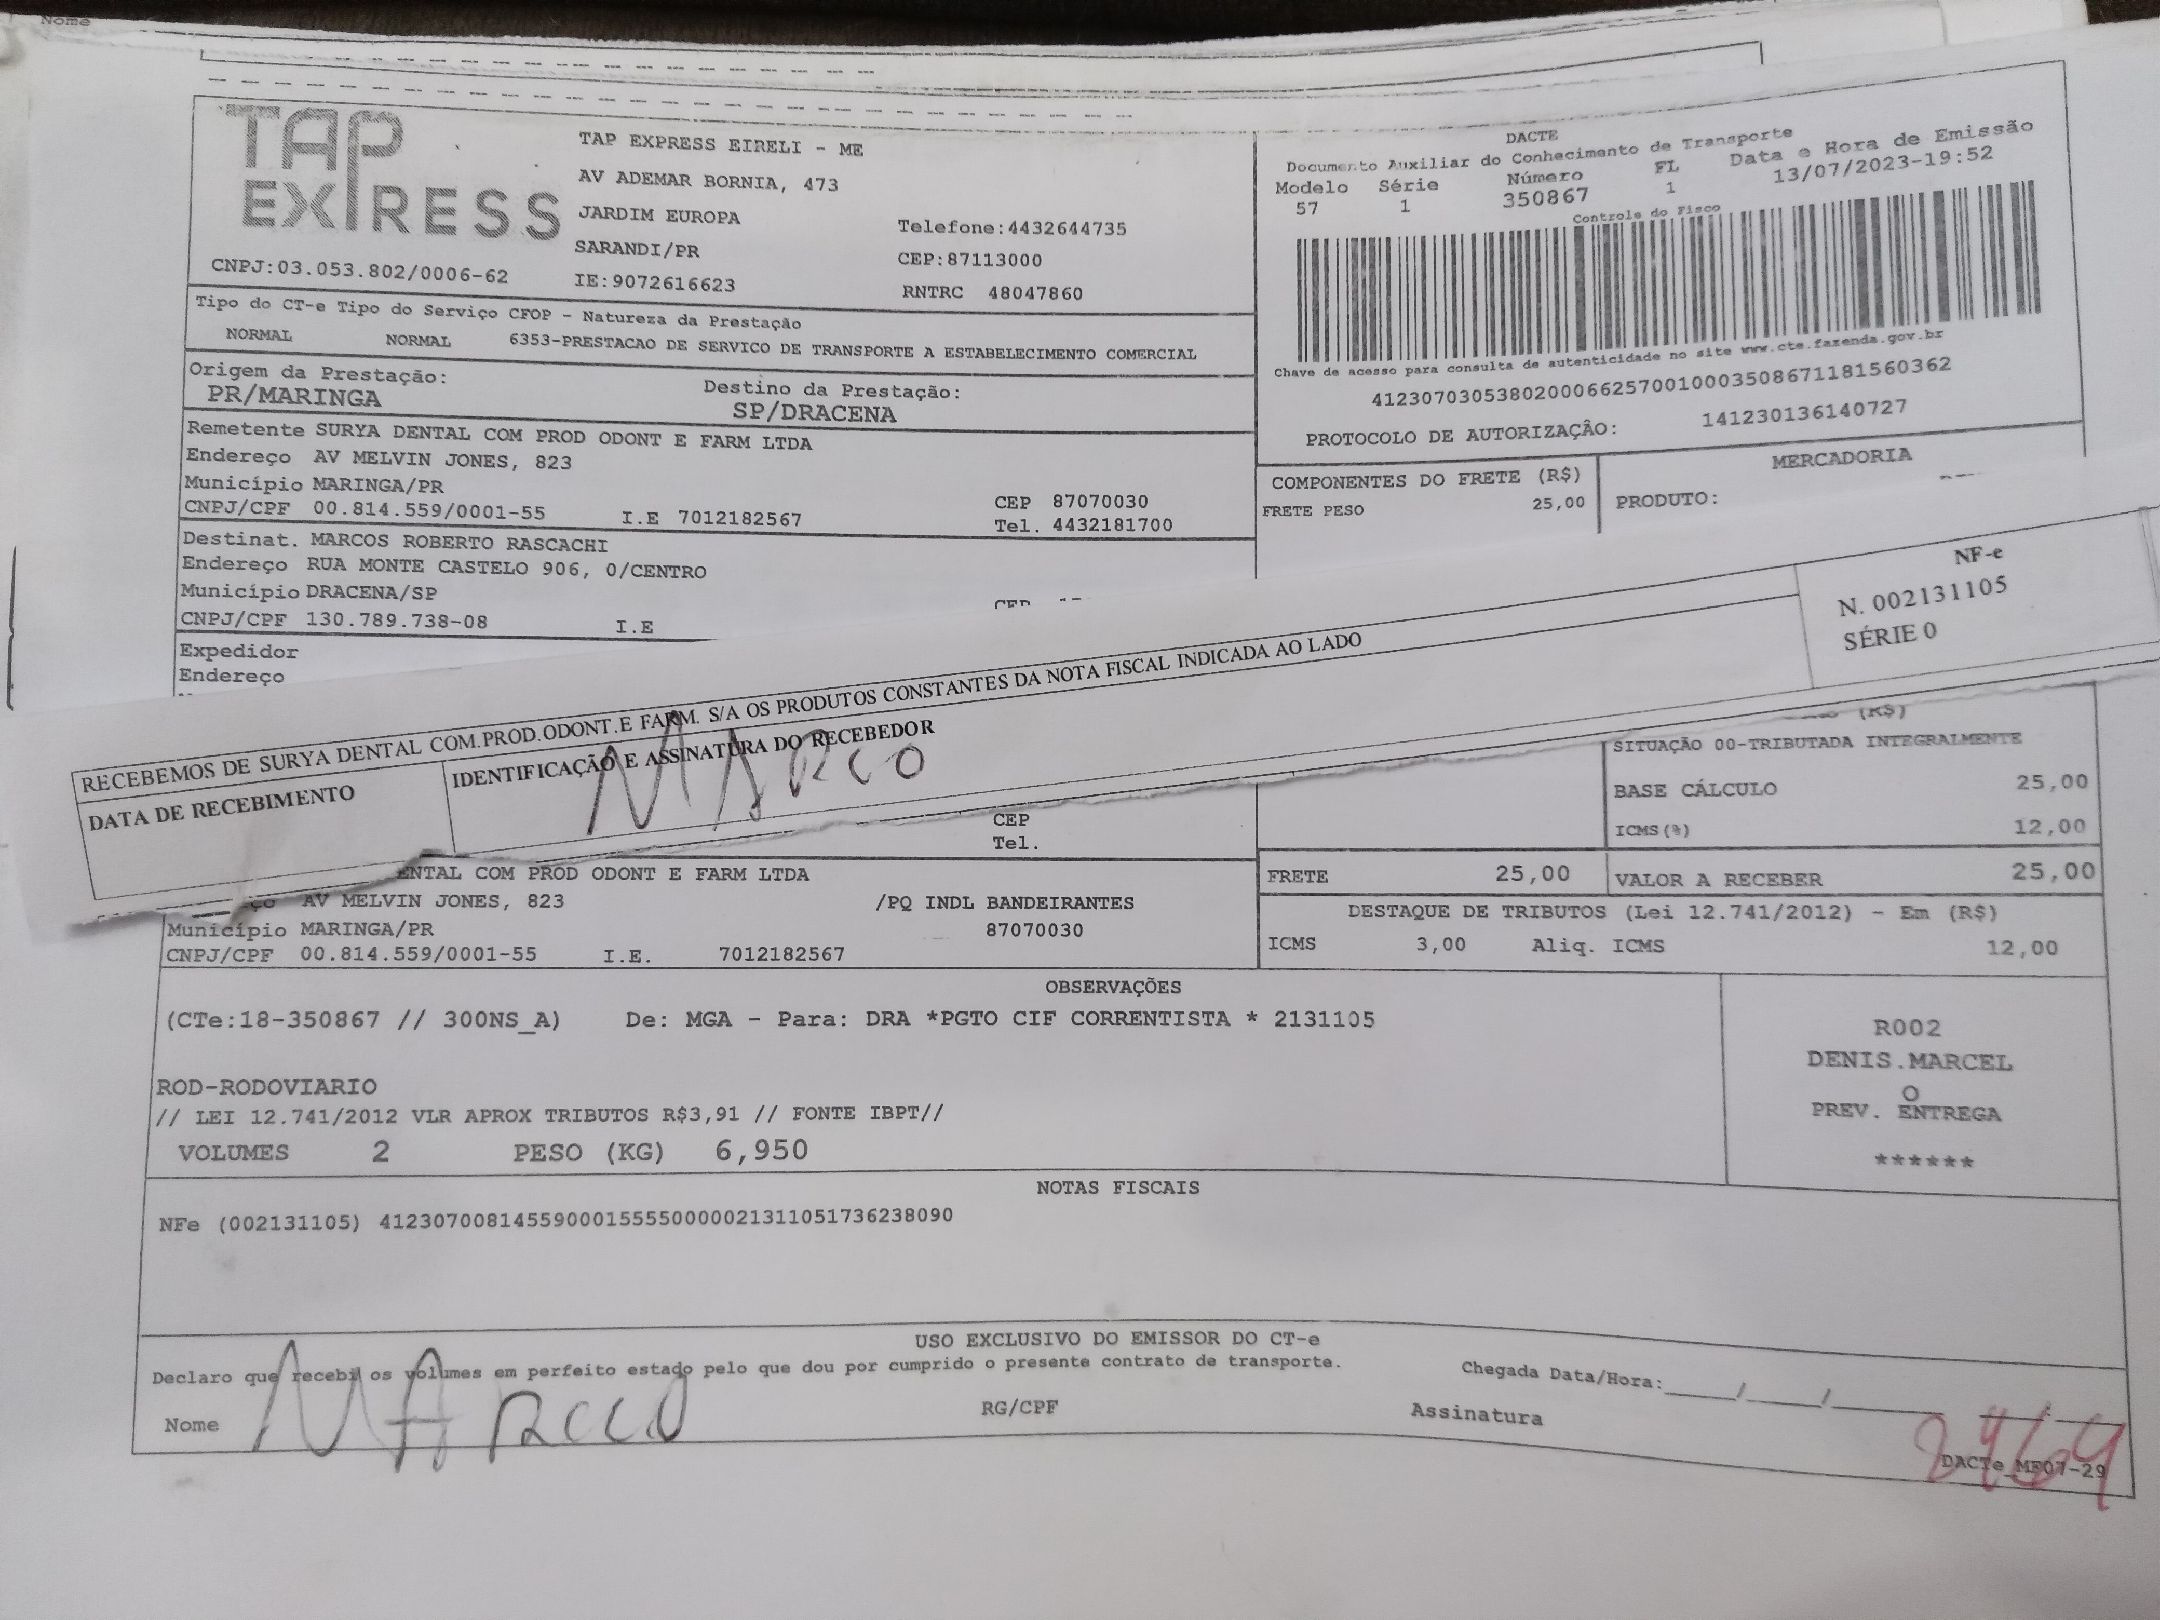 Nome
TAP
EXPRESS
CNPJ:03.053.802/0006-62
TAP EXPRESS EIRELI - ME
AV ADEMAR BORNIA, 473
JARDIM EUROPA
SARANDI/PR
IE:9072616623
Telefone:4432644735
CEP:87113000
RNTRC 48047860
DACTE
Documento Auxiliar do Conhecimento de Transporte
Modelo Série Número FL Data e Hora de Emissão
57 1 350867 1 13/07/2023-19:52
Controle do Fisco
Chave de acesso para consulta de autenticidade no site www.cte.fazenda.gov.br
41230703053802000662570010003508671181560362
PROTOCOLO DE AUTORIZAÇÃO: 141230136140727
Tipo do CT-e Tipo do Serviço CFOP - Natureza da Prestação
NORMAL NORMAL 6353-PRESTACAO DE SERVICO DE TRANSPORTE A ESTABELECIMENTO COMERCIAL
Origem da Prestação: Destino da Prestação:
PR/MARINGA SP/DRACENA
Remetente SURYA DENTAL COM PROD ODONT E FARM LTDA
Endereço AV MELVIN JONES, 823
Município MARINGA/PR CEP 87070030
CNPJ/CPF 00.814.559/0001-55 I.E 7012182567 Tel. 4432181700
COMPONENTES DO FRETE (R$) MERCADORIA
FRETE PESO 25,00 PRODUTO:
Destinat. MARCOS ROBERTO RASCACHI
Endereço RUA MONTE CASTELO 906, 0/CENTRO
Município DRACENA/SP
CNPJ/CPF 130.789.738-08 I.E CEP
Expedidor
Endereço
NF-e
N. 002131105
SÉRIE 0
RECEBEMOS DE SURYA DENTAL COM.PROD.ODONT.E FARM. S/A OS PRODUTOS CONSTANTES DA NOTA FISCAL INDICADA AO LADO
DATA DE RECEBIMENTO IDENTIFICAÇÃO E ASSINATURA DO RECEBEDOR
MARCO
(R$)
SITUAÇÃO 00-TRIBUTADA INTEGRALMENTE
BASE CÁLCULO 25,00
ICMS(%) 12,00
CEP
Tel.
ENTAL COM PROD ODONT E FARM LTDA
AV MELVIN JONES, 823 /PQ INDL BANDEIRANTES
Município MARINGA/PR 87070030
CNPJ/CPF 00.814.559/0001-55 I.E. 7012182567
FRETE 25,00 VALOR A RECEBER 25,00
DESTAQUE DE TRIBUTOS (Lei 12.741/2012) - Em (R$)
ICMS 3,00 Aliq. ICMS 12,00
OBSERVAÇÕES
(CTe:18-350867 // 300NS_A) De: MGA - Para: DRA *PGTO CIF CORRENTISTA * 2131105
ROD-RODOVIARIO
// LEI 12.741/2012 VLR APROX TRIBUTOS R$3,91 // FONTE IBPT//
VOLUMES 2 PESO (KG) 6,950
R002
DENIS.MARCEL
O
PREV. ENTREGA
******
NOTAS FISCAIS
NFe (002131105) 41230700814559000155550000021311051736238090
USO EXCLUSIVO DO EMISSOR DO CT-e
Declaro que recebi os volumes em perfeito estado pelo que dou por cumprido o presente contrato de transporte.
Chegada Data/Hora:_____/_____/_____
Nome MARCO RG/CPF Assinatura
DACTe_MF07-29